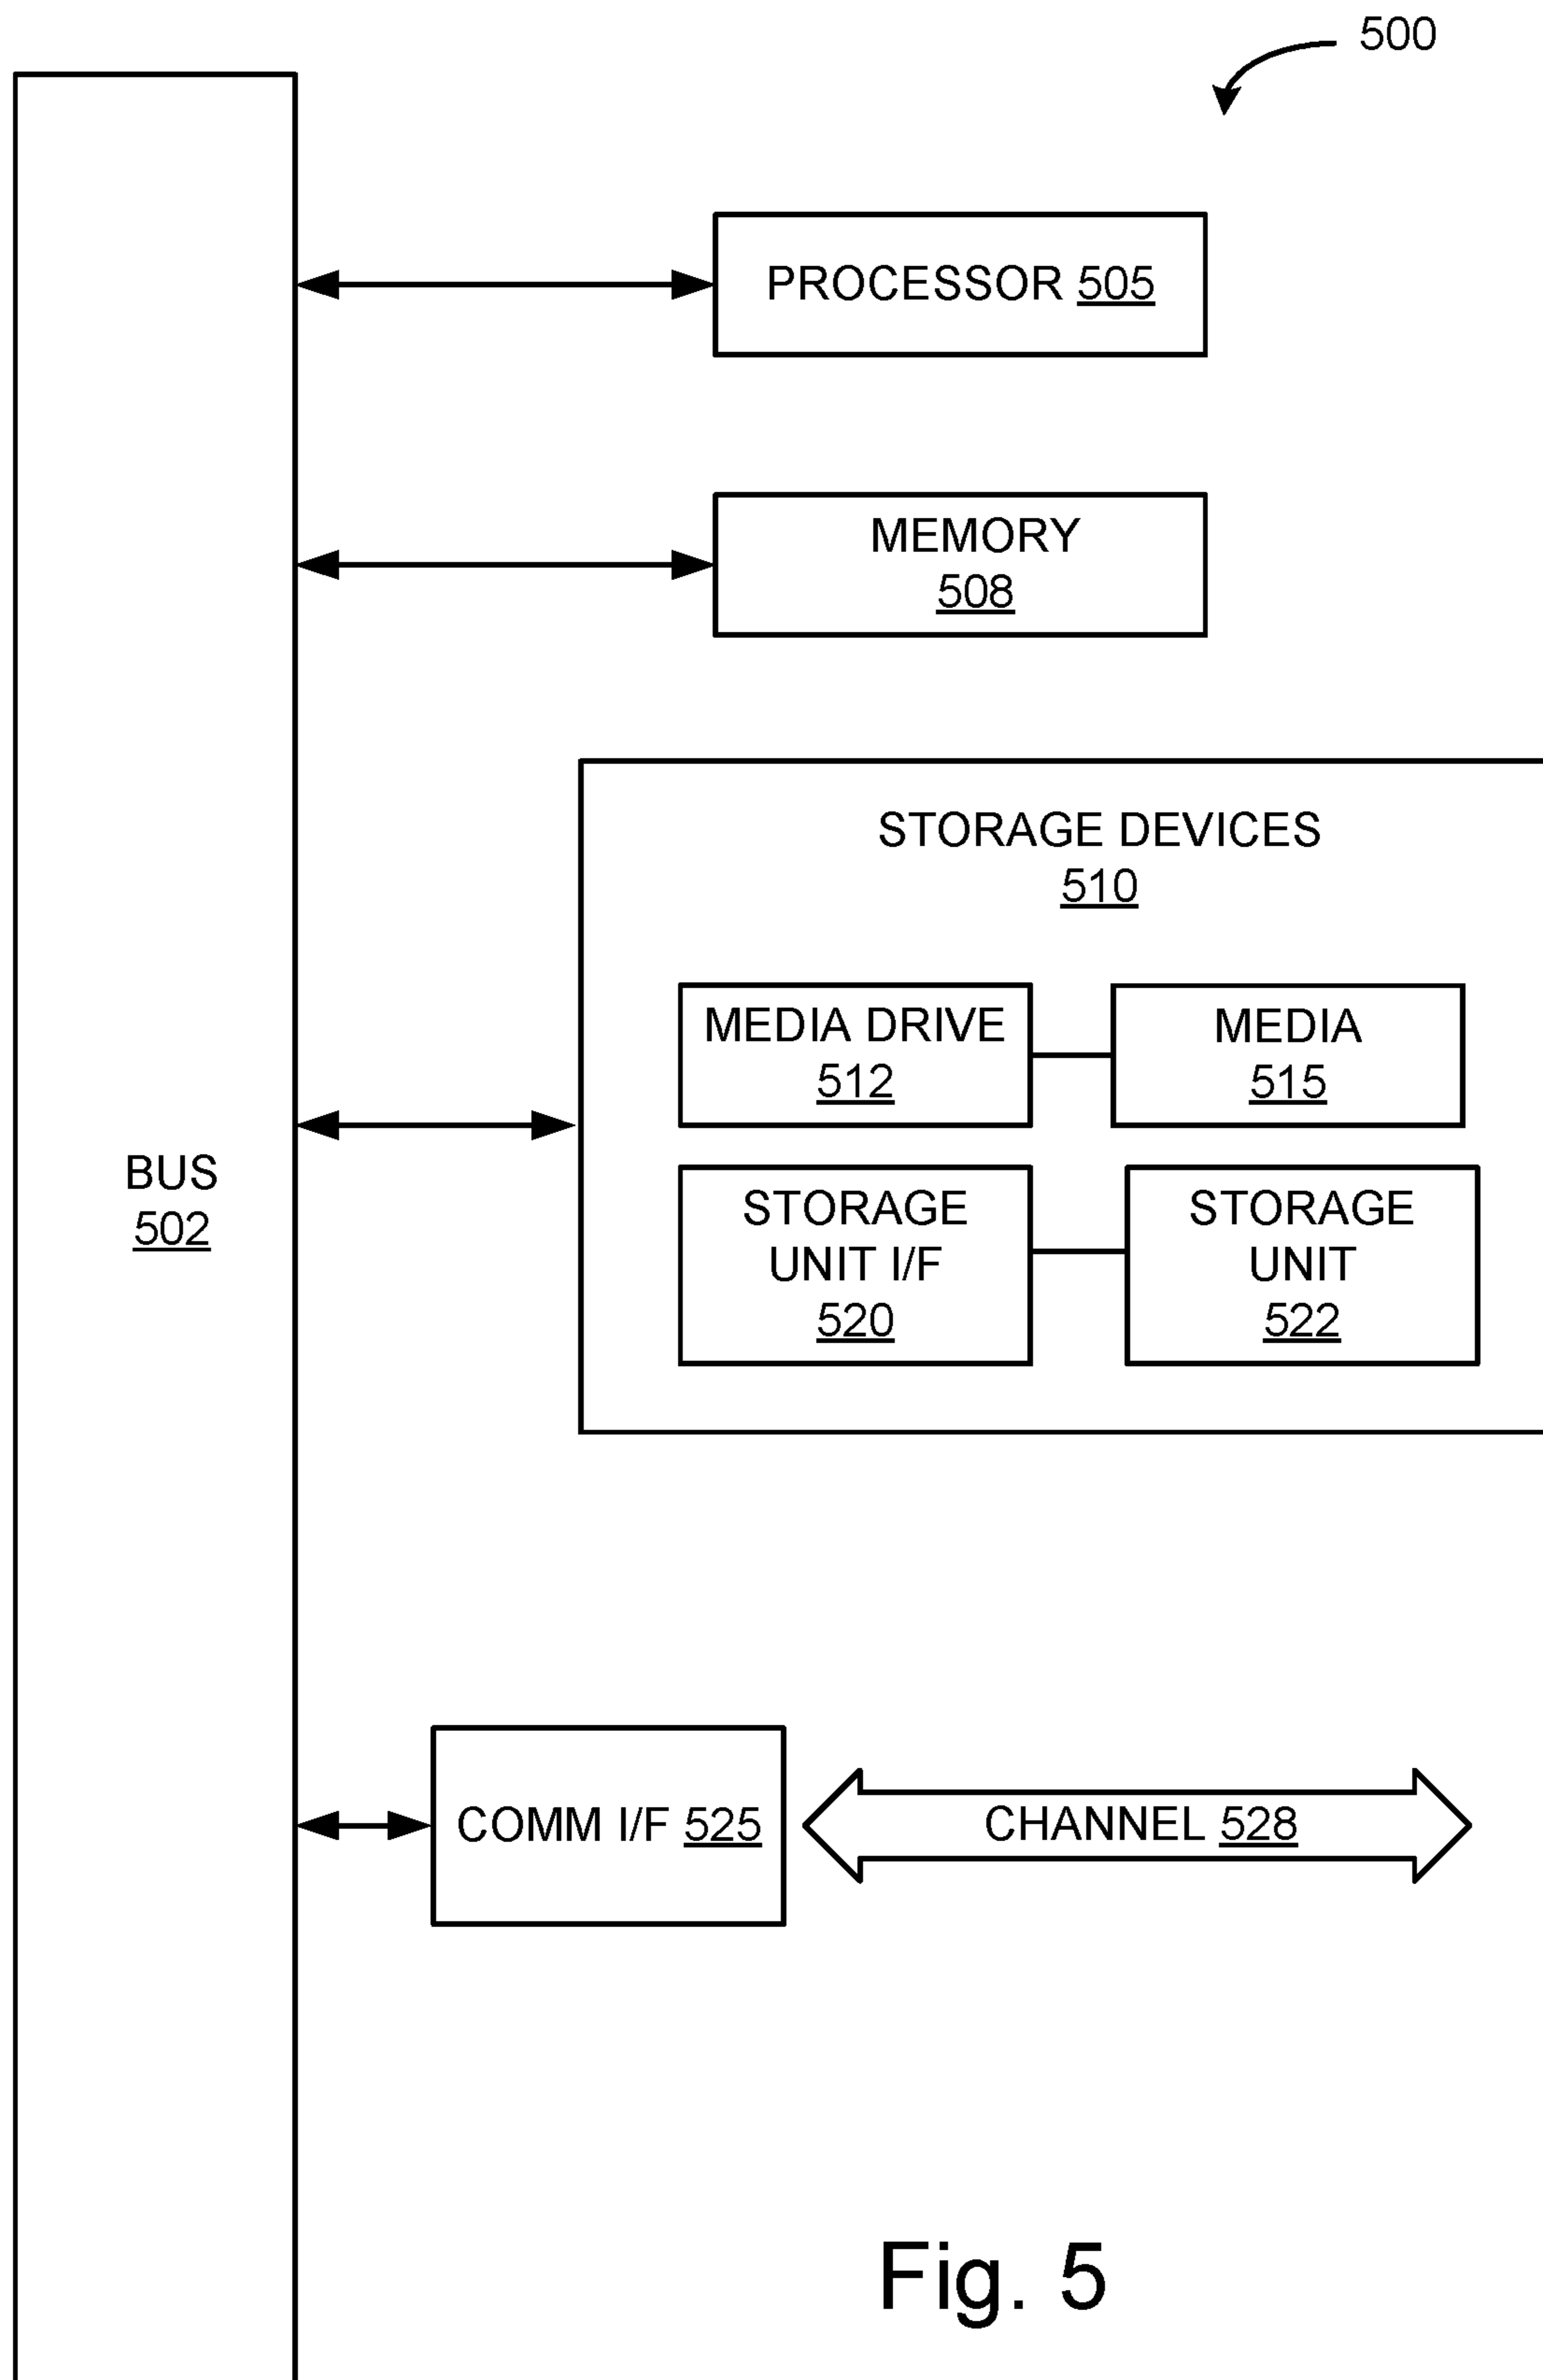 500
PROCESSOR 505
MEMORY
508
STORAGE DEVICES
510
MEDIA DRIVE
512
MEDIA
515
BUS
502
STORAGE
UNIT I/F
520
STORAGE
UNIT
522
COMM I/F 525
CHANNEL 528
Fig. 5